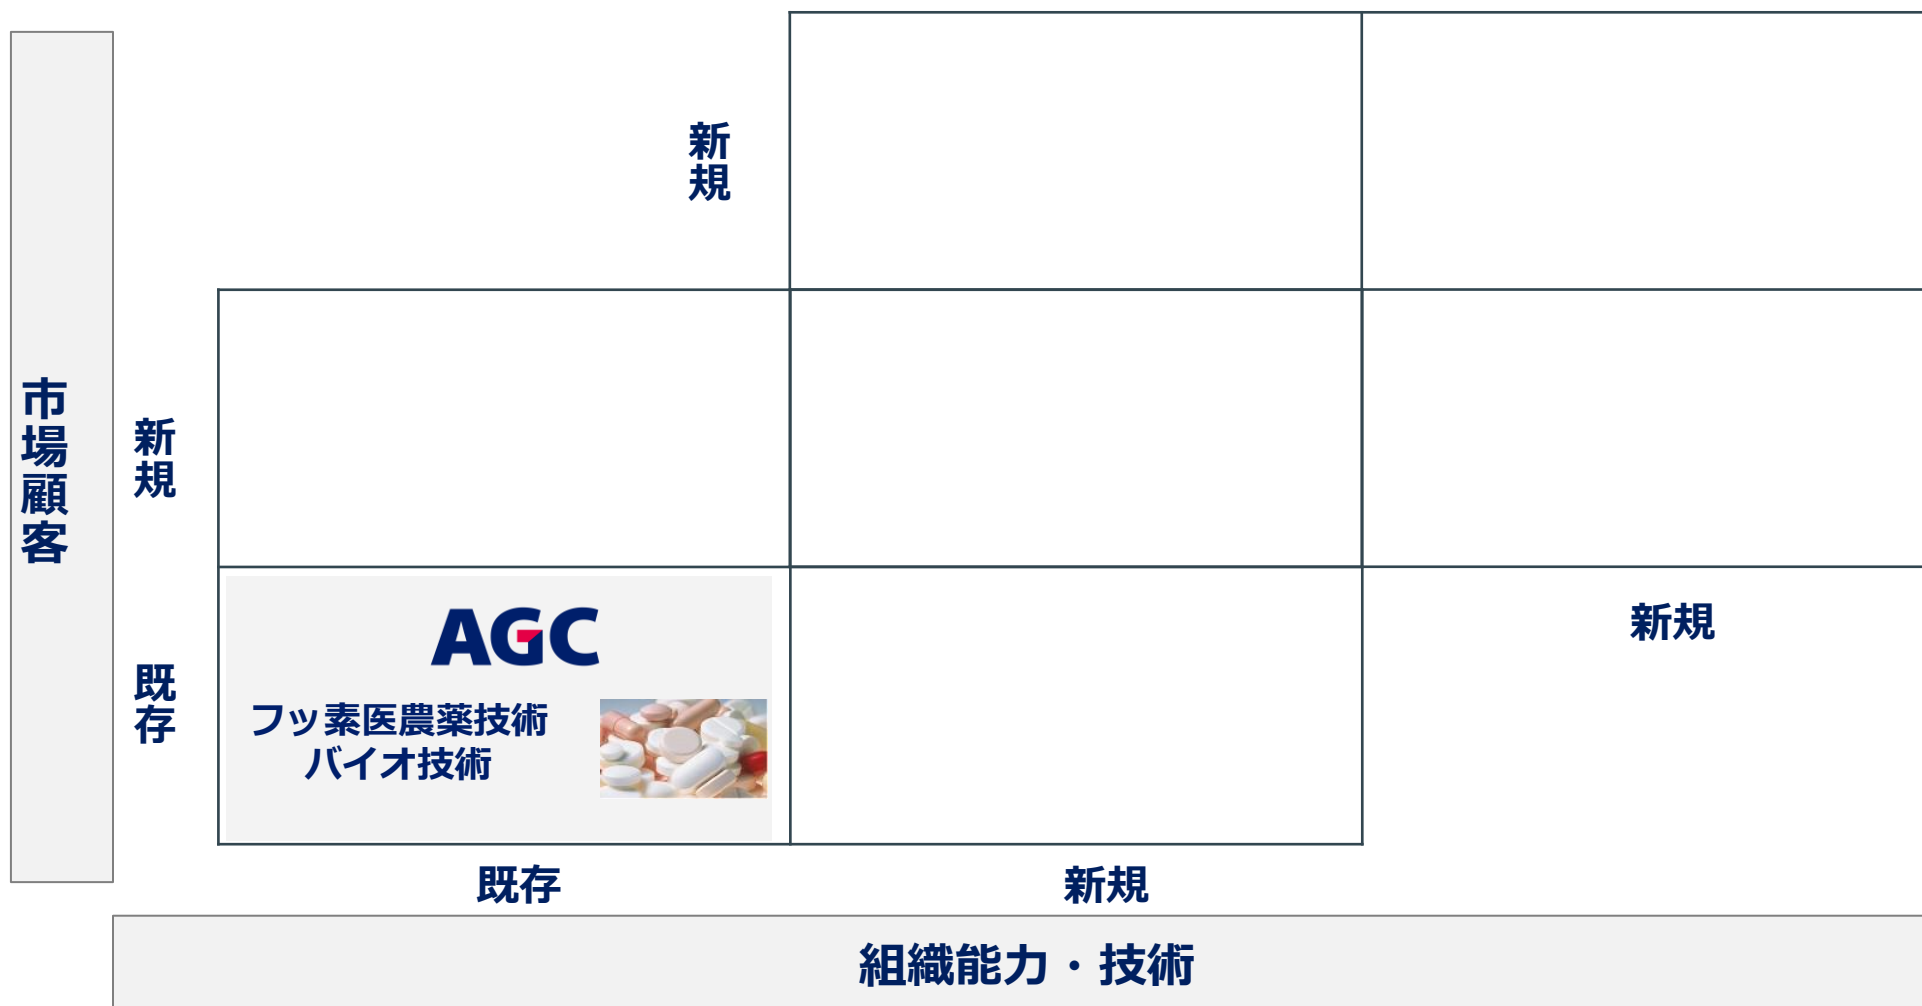 新規
市場顧客
新規
AGC
新規
既存
フッ素医農薬技術
バイオ技術
既存
新規
組織能力・技術